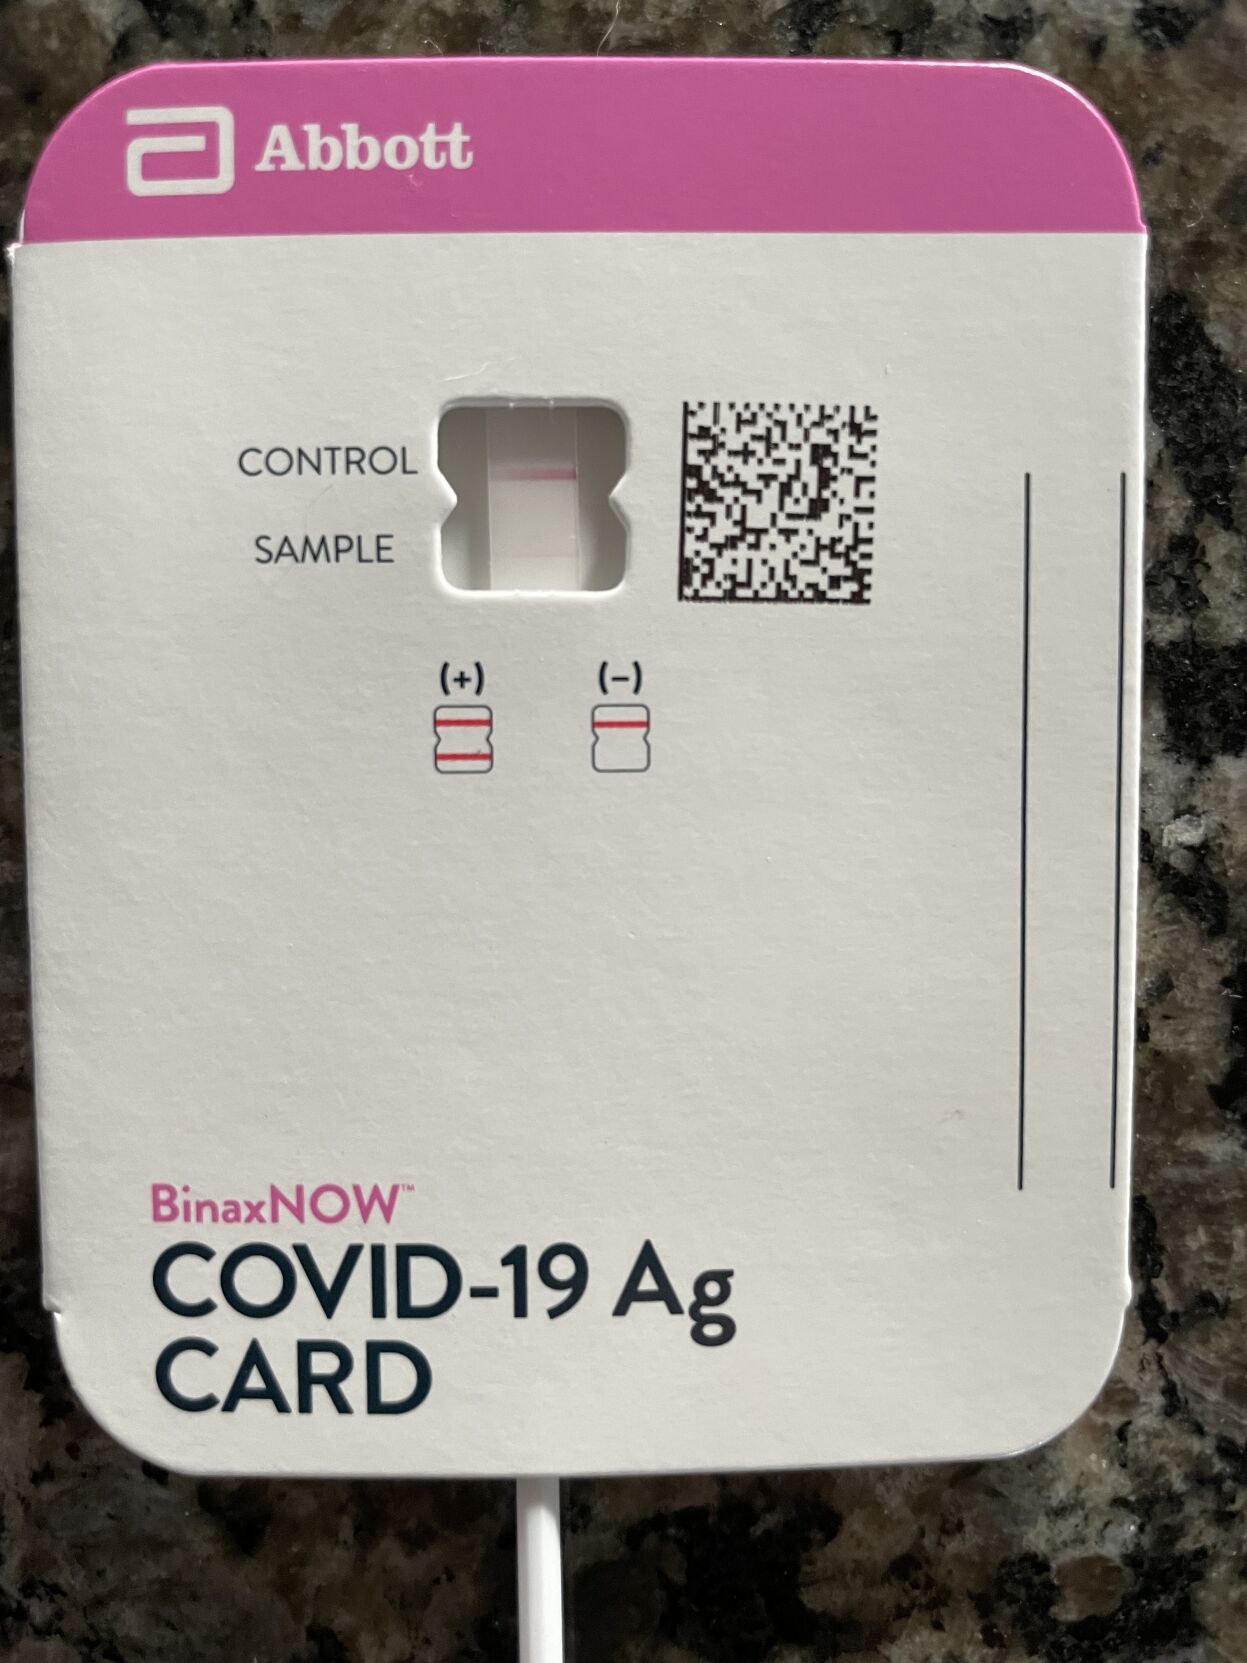 Abbott
CONTROL
SAMPLE
(+) (-)
BinaxNOW™
COVID-19 Ag
CARD